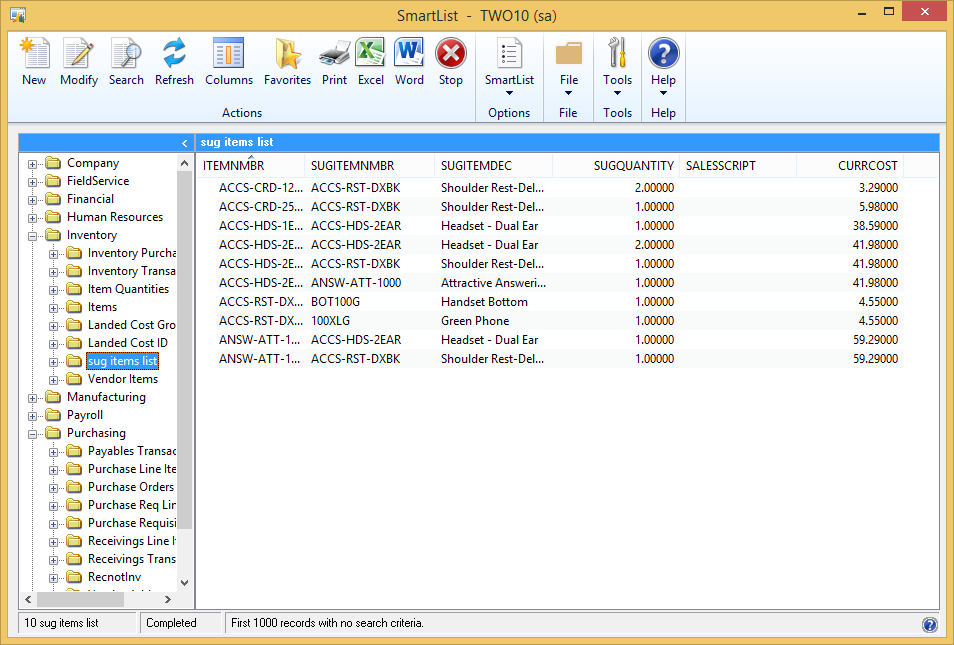 SmartList  -  TWO10 (sa)
New Modify Search Refresh Columns Favorites Print Excel Word Stop SmartList File Tools Help
Actions Options File Tools Help
< sug items list
Company
FieldService
Financial
Human Resources
Inventory
Inventory Purcha
Inventory Transa
Item Quantities
Items
Landed Cost Gro
Landed Cost ID
sug items list
Vendor Items
Manufacturing
Payroll
Purchasing
Payables Transac
Purchase Line Ite
Purchase Orders
Purchase Req Lin
Purchase Requisi
Receivings Line I
Receivings Trans
RecnotInv
ITEMNMBR SUGITEMNMBR SUGITEMDEC SUGQUANTITY SALESSCRIPT CURRCOST
ACCS-CRD-12... ACCS-RST-DXBK Shoulder Rest-Del... 2.00000 3.29000
ACCS-CRD-25... ACCS-RST-DXBK Shoulder Rest-Del... 1.00000 5.98000
ACCS-HDS-1E... ACCS-HDS-2EAR Headset - Dual Ear 1.00000 38.59000
ACCS-HDS-2E... ACCS-HDS-2EAR Headset - Dual Ear 2.00000 41.98000
ACCS-HDS-2E... ACCS-RST-DXBK Shoulder Rest-Del... 1.00000 41.98000
ACCS-HDS-2E... ANSW-ATT-1000 Attractive Answeri... 1.00000 41.98000
ACCS-RST-DX... BOT100G Handset Bottom 1.00000 4.55000
ACCS-RST-DX... 100XLG Green Phone 1.00000 4.55000
ANSW-ATT-1... ACCS-HDS-2EAR Headset - Dual Ear 1.00000 59.29000
ANSW-ATT-1... ACCS-RST-DXBK Shoulder Rest-Del... 1.00000 59.29000
10 sug items list Completed First 1000 records with no search criteria.